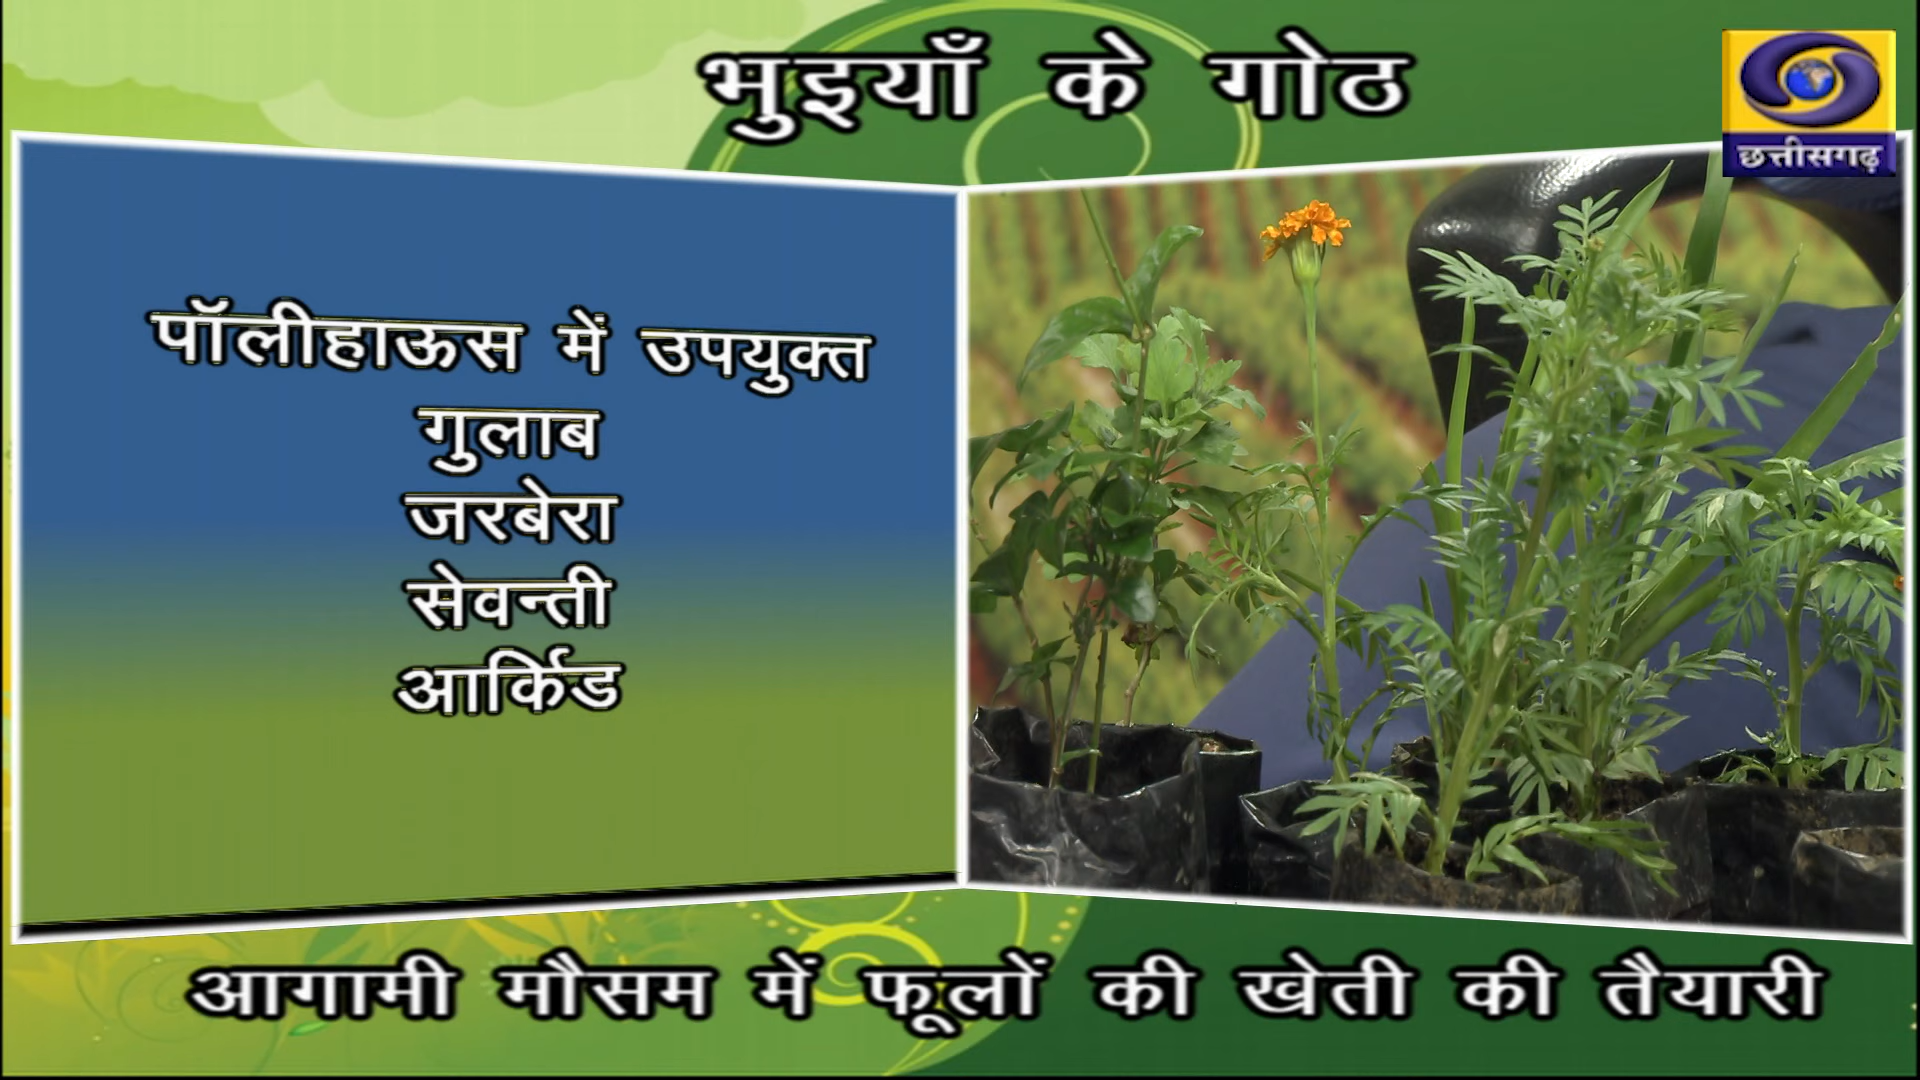 भुइयाँ के गोठ
छत्तीसगढ़
पॉलीहाऊस में उपयुक्त
गुलाब
जरबेरा
सेवन्ती
आर्किड
आगामी मौसम में फूलों की खेती की तैयारी